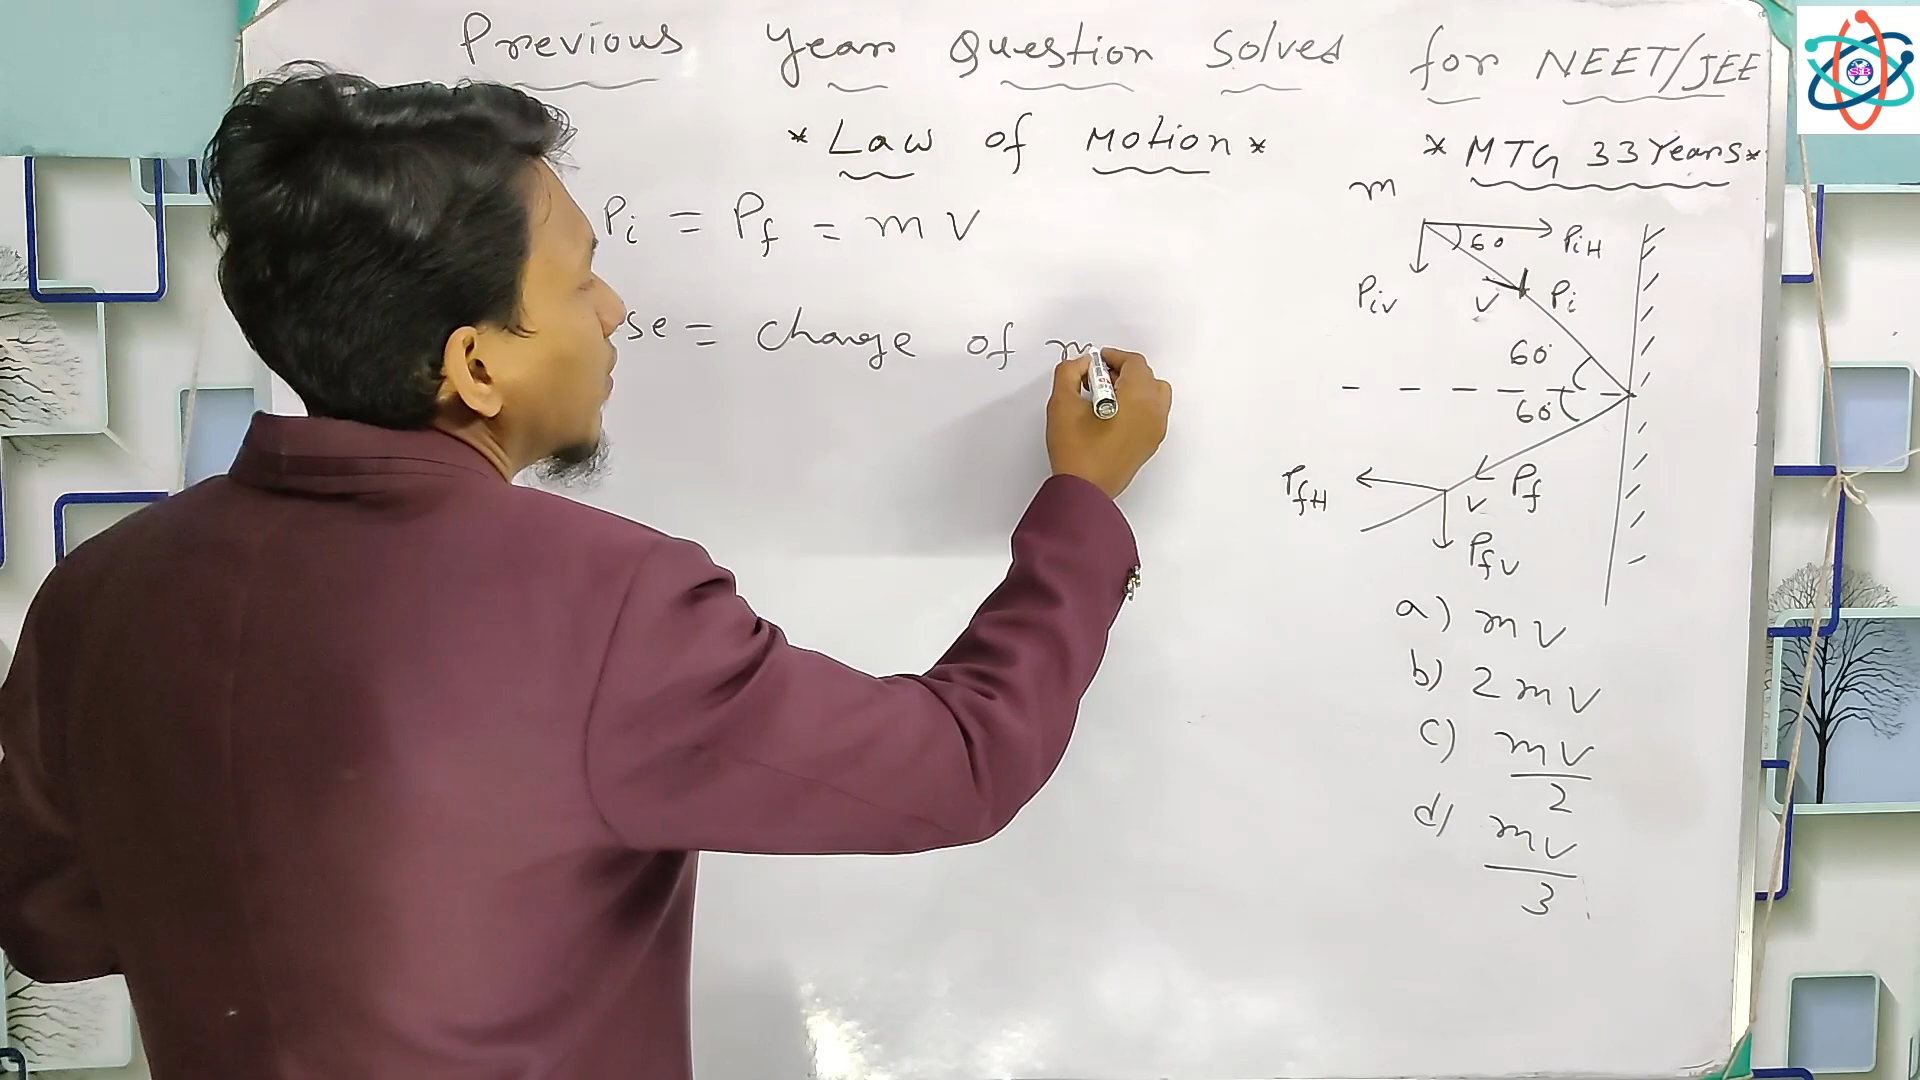 Previous Year Question Solved for NEET/JEE
* Law of Motion *
* MTG 33 Years *
Pi = Pf = mV
se = Change of m
m
60
PiH
PiV
V
Pi
60°
60°
PfH
V
Pf
PfV
a) mV
b) 2mV
c) mV/2
d) mV/3
SB